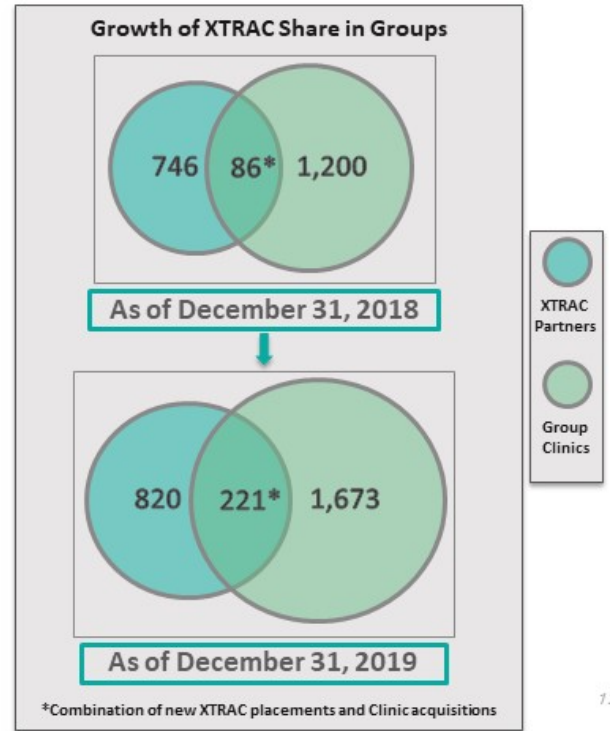 Growth of XTRAC Share in Groups
746 86* 1,200
As of December 31, 2018
820 221* 1,673
As of December 31, 2019
*Combination of new XTRAC placements and Clinic acquisitions
XTRAC
Partners
Group
Clinics